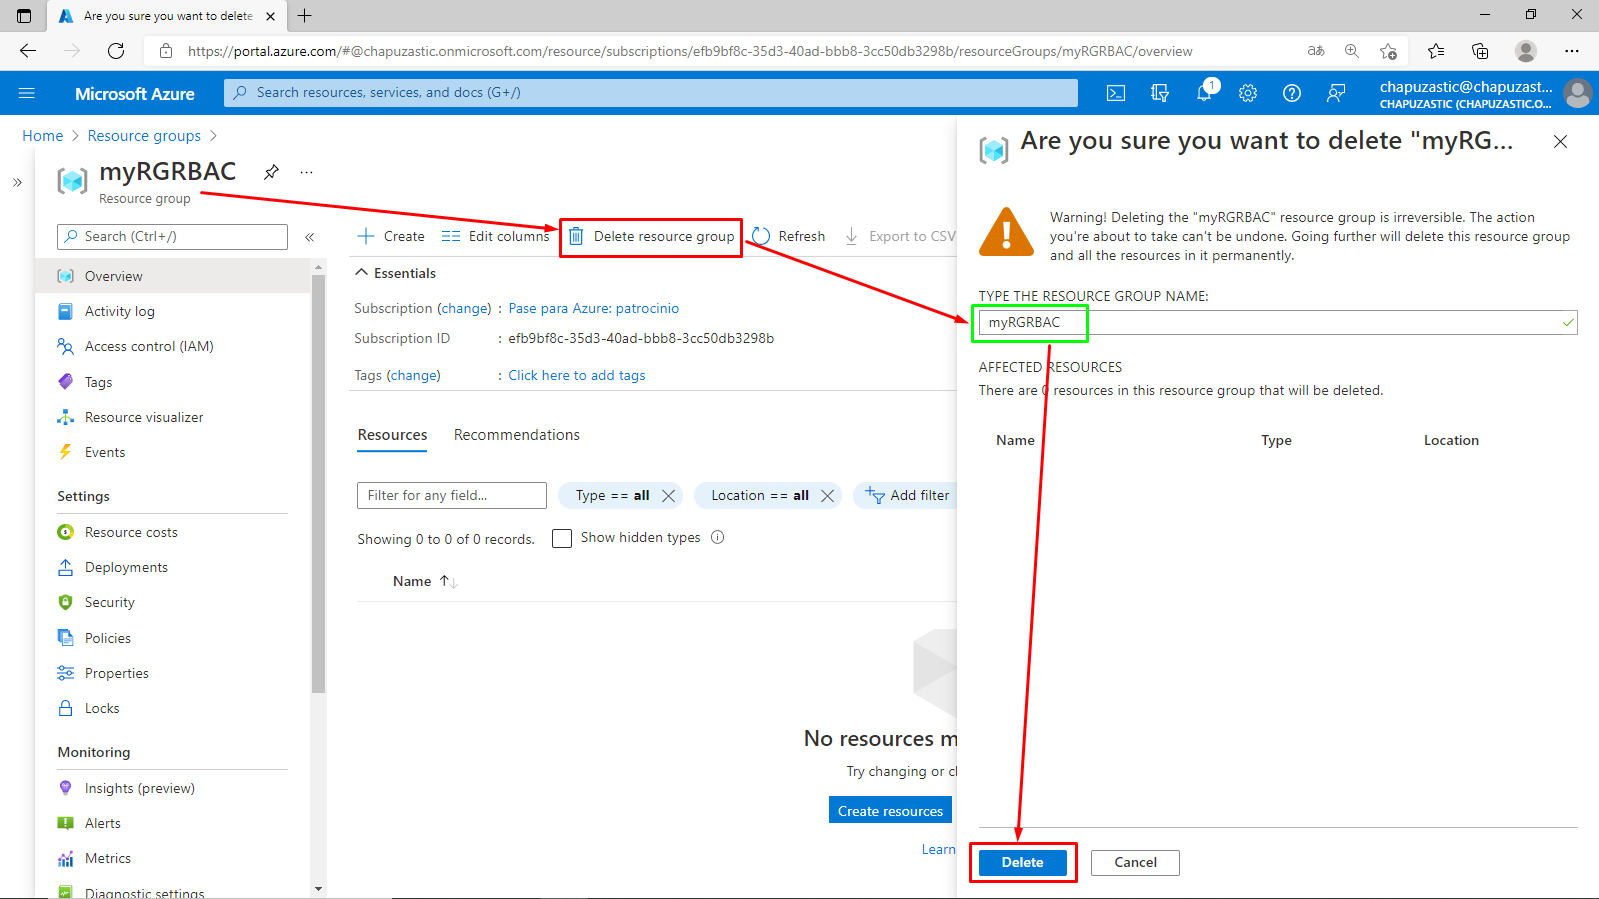 Are you sure you want to delete
https://portal.azure.com/#@chapuzastic.onmicrosoft.com/resource/subscriptions/efb9bf8c-35d3-40ad-bbb8-3cc50db3298b/resourceGroups/myRGRBAC/overview
aあ
Microsoft Azure
Search resources, services, and docs (G+/)
1
chapuzastic@chapuzast...
CHAPUZASTIC (CHAPUZASTIC.O...
Home > Resource groups >
myRGRBAC
...
Resource group
Search (Ctrl+/)
Overview
Activity log
Access control (IAM)
Tags
Resource visualizer
Events
Settings
Resource costs
Deployments
Security
Policies
Properties
Locks
Monitoring
Insights (preview)
Alerts
Metrics
Diagnostic settings
Create
Edit columns
Delete resource group
Refresh
Export to CSV
Essentials
Subscription (change) : Pase para Azure: patrocinio
Subscription ID : efb9bf8c-35d3-40ad-bbb8-3cc50db3298b
Tags (change) : Click here to add tags
Resources
Recommendations
Filter for any field...
Type == all
Location == all
Add filter
Showing 0 to 0 of 0 records.
Show hidden types
Name ↑↓
No resources m
Try changing or cl
Create resources
Learn
Are you sure you want to delete "myRG...
Warning! Deleting the "myRGRBAC" resource group is irreversible. The action
you're about to take can't be undone. Going further will delete this resource group
and all the resources in it permanently.
TYPE THE RESOURCE GROUP NAME:
myRGRBAC
AFFECTED RESOURCES
There are 0 resources in this resource group that will be deleted.
Name
Type
Location
Delete
Cancel